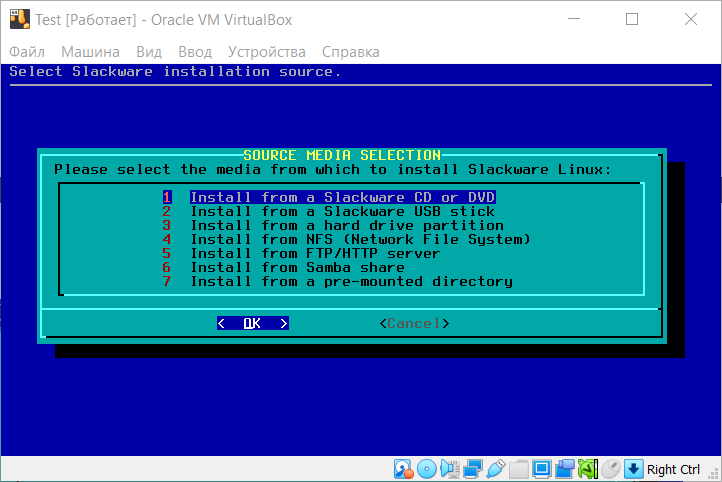 Test [Работает] - Oracle VM VirtualBox
Файл Машина Вид Ввод Устройства Справка
Select Slackware installation source.
SOURCE MEDIA SELECTION
Please select the media from which to install Slackware Linux:
1 Install from a Slackware CD or DVD
2 Install from a Slackware USB stick
3 Install from a hard drive partition
4 Install from NFS (Network File System)
5 Install from FTP/HTTP server
6 Install from Samba share
7 Install from a pre-mounted directory
< OK > <Cancel>
Right Ctrl